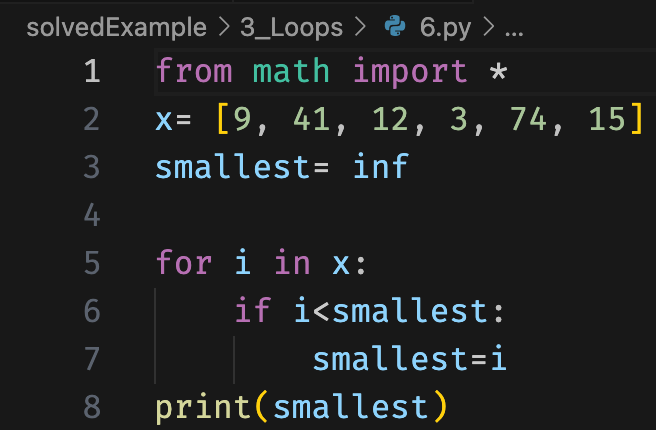 solvedExample > 3_Loops > 6.py > ...
1 from math import *
2 x= [9, 41, 12, 3, 74, 15]
3 smallest= inf
4
5 for i in x:
6     if i<smallest:
7         smallest=i
8 print(smallest)